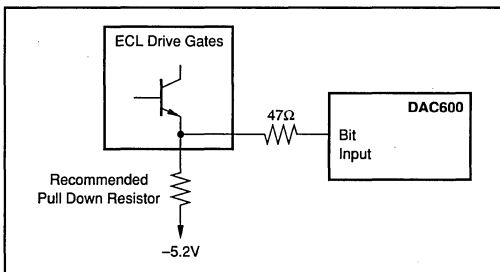 ECL Drive Gates
47Ω
DAC600
Bit
Input
Recommended
Pull Down Resistor
–5.2V